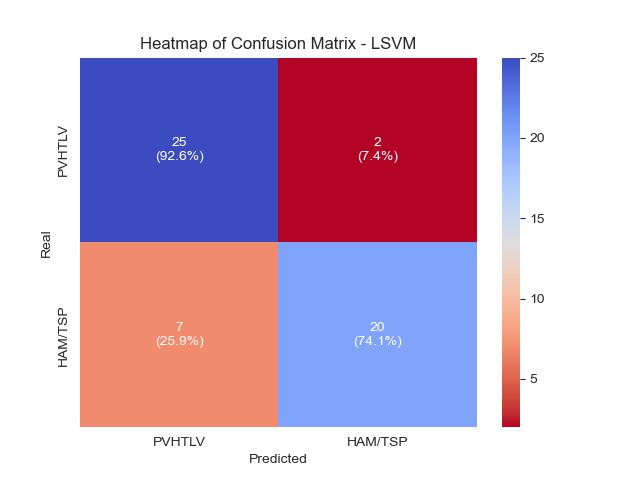 Heatmap of Confusion Matrix - LSVM
PVHTLV
HAM/TSP
Real
25
(92.6%)
2
(7.4%)
7
(25.9%)
20
(74.1%)
PVHTLV
HAM/TSP
Predicted
25
20
15
10
5